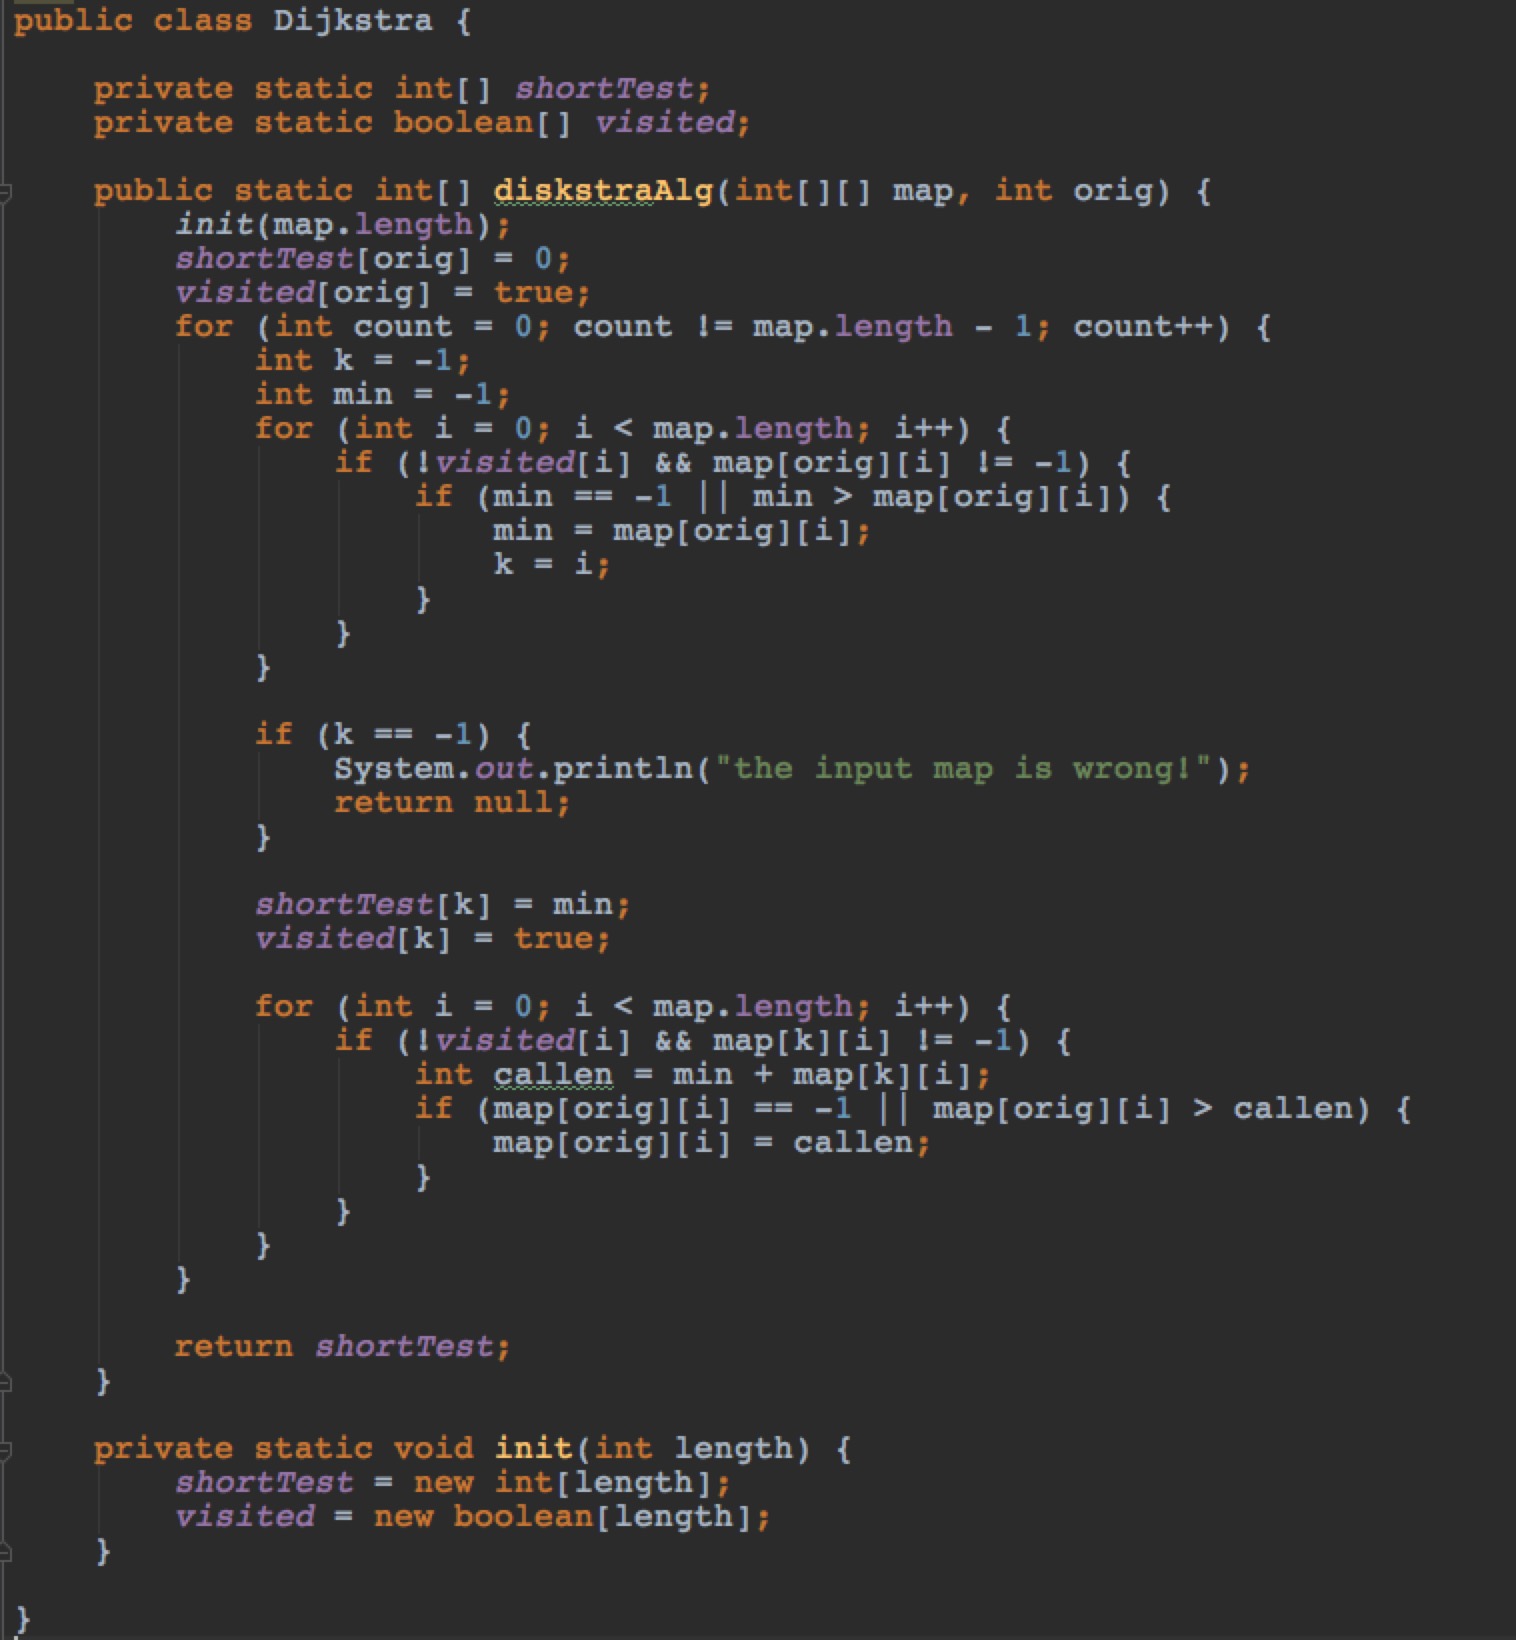 public class Dijkstra {
private static int[] shortTest;
private static boolean[] visited;
public static int[] diskstraAlg(int[][] map, int orig) {
init(map.length);
shortTest[orig] = 0;
visited[orig] = true;
for (int count = 0; count != map.length - 1; count++) {
int k = -1;
int min = -1;
for (int i = 0; i < map.length; i++) {
if (!visited[i] && map[orig][i] != -1) {
if (min == -1 || min > map[orig][i]) {
min = map[orig][i];
k = i;
}
}
}
if (k == -1) {
System.out.println("the input map is wrong!");
return null;
}
shortTest[k] = min;
visited[k] = true;
for (int i = 0; i < map.length; i++) {
if (!visited[i] && map[k][i] != -1) {
int callen = min + map[k][i];
if (map[orig][i] == -1 || map[orig][i] > callen) {
map[orig][i] = callen;
}
}
}
}
return shortTest;
}
private static void init(int length) {
shortTest = new int[length];
visited = new boolean[length];
}
}